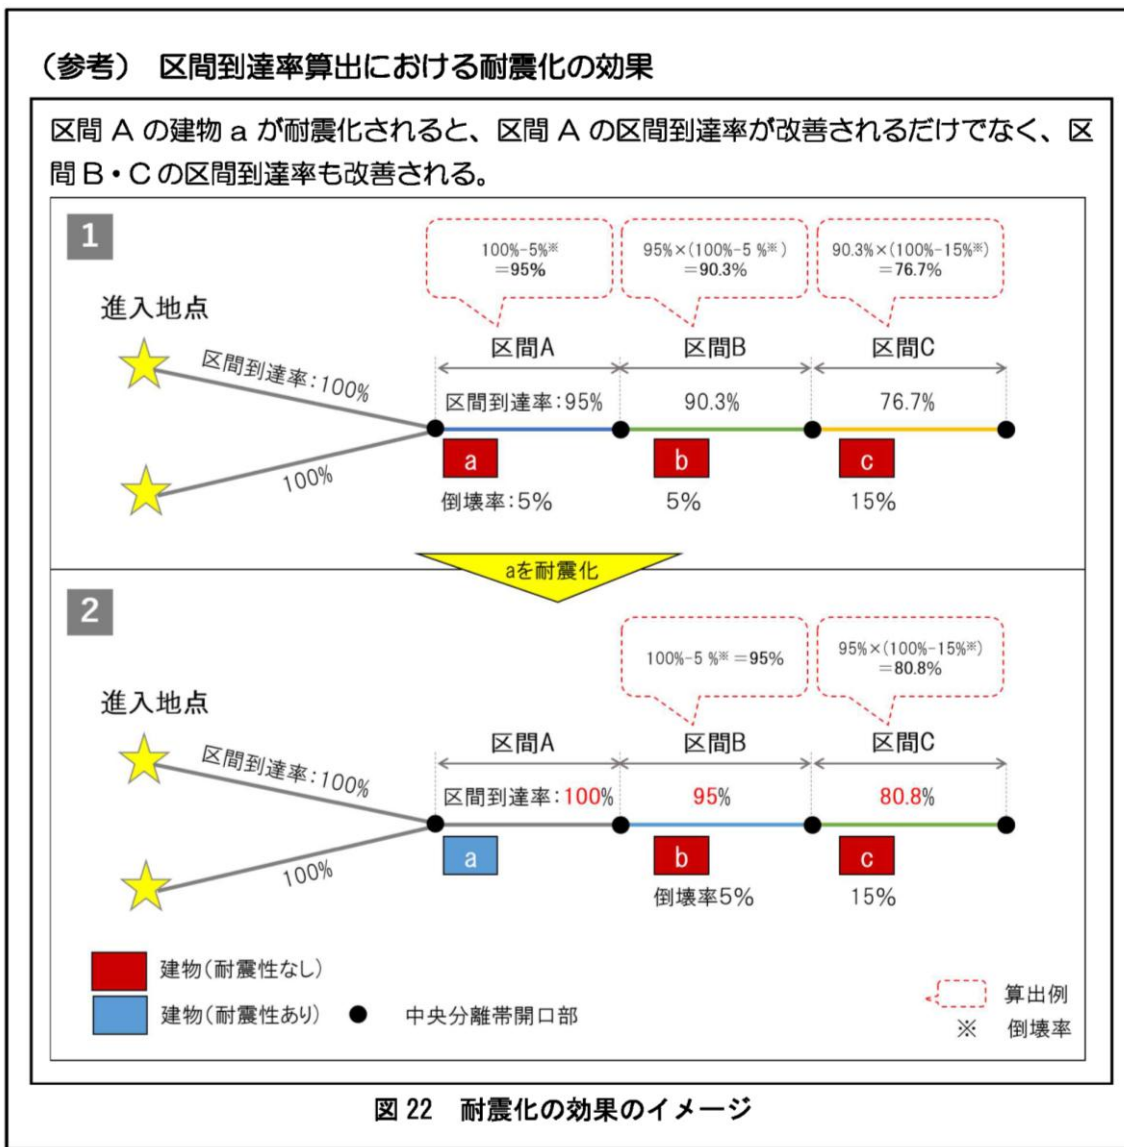 （参考） 区間到達率算出における耐震化の効果
区間 A の建物 a が耐震化されると、区間 A の区間到達率が改善されるだけでなく、区
間 B・C の区間到達率も改善される。
1
100%-5%※
=95%
95%×(100%-5 %※)
=90.3%
90.3%×(100%-15%※)
=76.7%
進入地点
区間A
区間B
区間C
区間到達率:100%
区間到達率:95%
90.3%
76.7%
100%
a
b
c
倒壊率:5%
5%
15%
aを耐震化
2
100%-5 %※ =95%
95%×(100%-15%※)
=80.8%
進入地点
区間A
区間B
区間C
区間到達率:100%
区間到達率:100%
95%
80.8%
100%
a
b
c
倒壊率5%
15%
建物(耐震性なし)
建物(耐震性あり)
中央分離帯開口部
算出例
※ 倒壊率
図 22 耐震化の効果のイメージ